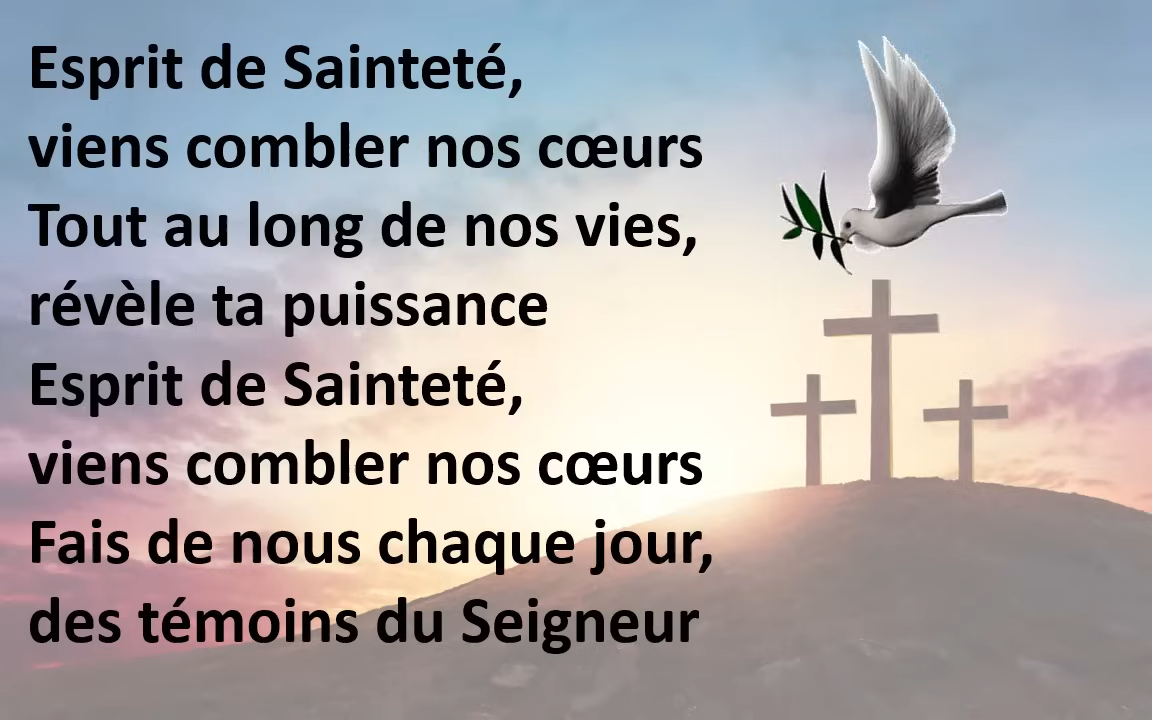 Esprit de Sainteté,
viens combler nos cœurs
Tout au long de nos vies,
révèle ta puissance
Esprit de Sainteté,
viens combler nos cœurs
Fais de nous chaque jour,
des témoins du Seigneur